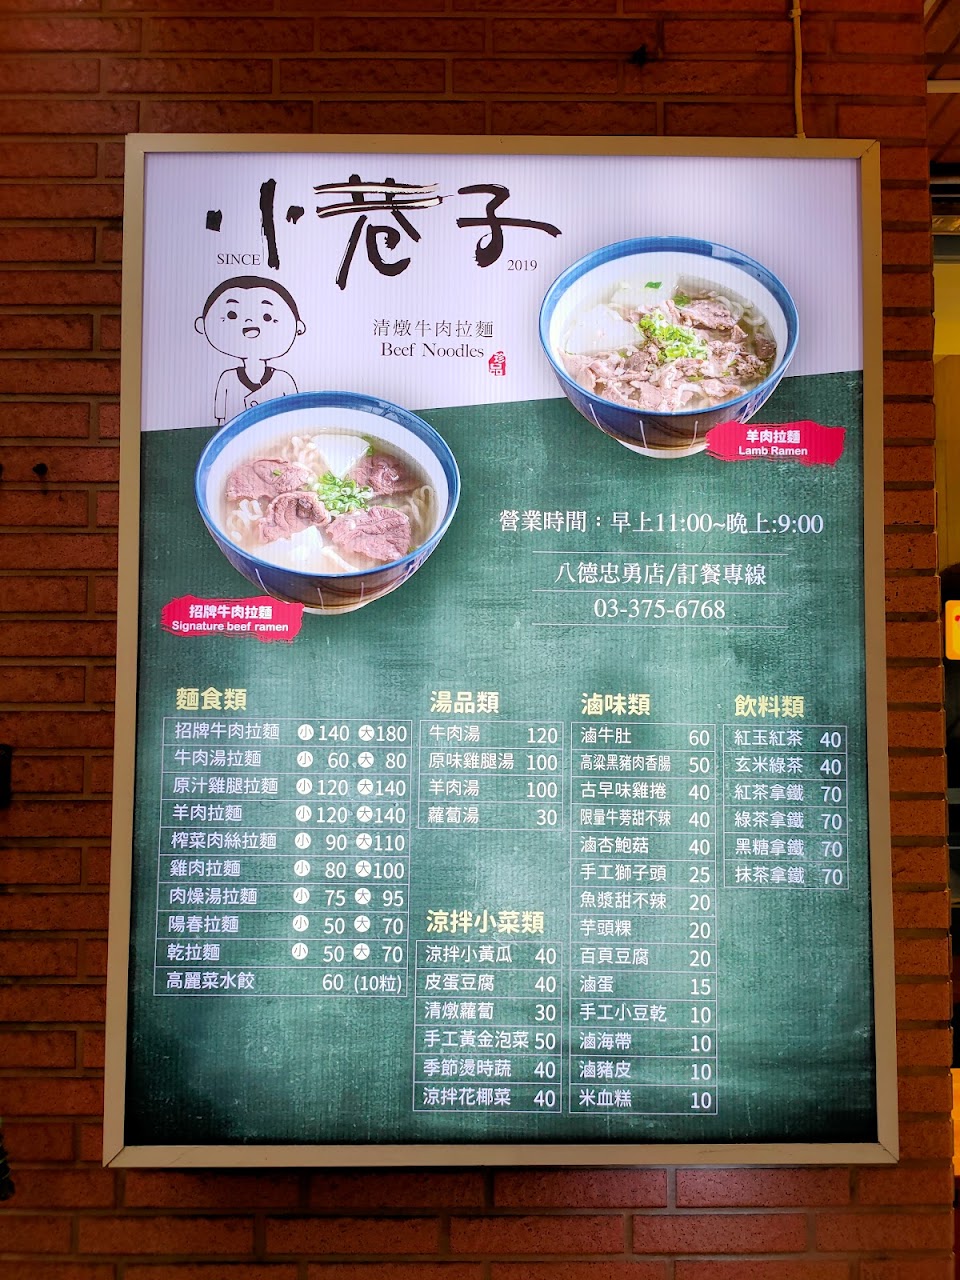 小巷子
SINCE
2019
清燉牛肉拉麵
Beef Noodles
珍品
羊肉拉麵
Lamb Ramen
招牌牛肉拉麵
Signature beef ramen
營業時間：早上11:00~晚上:9:00
八德忠勇店/訂餐專線
03-375-6768
麵食類
招牌牛肉拉麵 小 140 大 180
牛肉湯拉麵 小 60 大 80
原汁雞腿拉麵 小 120 大 140
羊肉拉麵 小 120 大 140
榨菜肉絲拉麵 小 90 大 110
雞肉拉麵 小 80 大 100
肉燥湯拉麵 小 75 大 95
陽春拉麵 小 50 大 70
乾拉麵 小 50 大 70
高麗菜水餃 60 (10粒)
湯品類
牛肉湯 120
原味雞腿湯 100
羊肉湯 100
蘿蔔湯 30
涼拌小菜類
涼拌小黃瓜 40
皮蛋豆腐 40
清燉蘿蔔 30
手工黃金泡菜 50
季節燙時蔬 40
涼拌花椰菜 40
滷味類
滷牛肚 60
高粱黑豬肉香腸 50
古早味雞捲 40
限量牛蒡甜不辣 40
滷杏鮑菇 40
手工獅子頭 25
魚漿甜不辣 20
芋頭粿 20
百頁豆腐 20
滷蛋 15
手工小豆乾 10
滷海帶 10
滷豬皮 10
米血糕 10
飲料類
紅玉紅茶 40
玄米綠茶 40
紅茶拿鐵 70
綠茶拿鐵 70
黑糖拿鐵 70
抹茶拿鐵 70